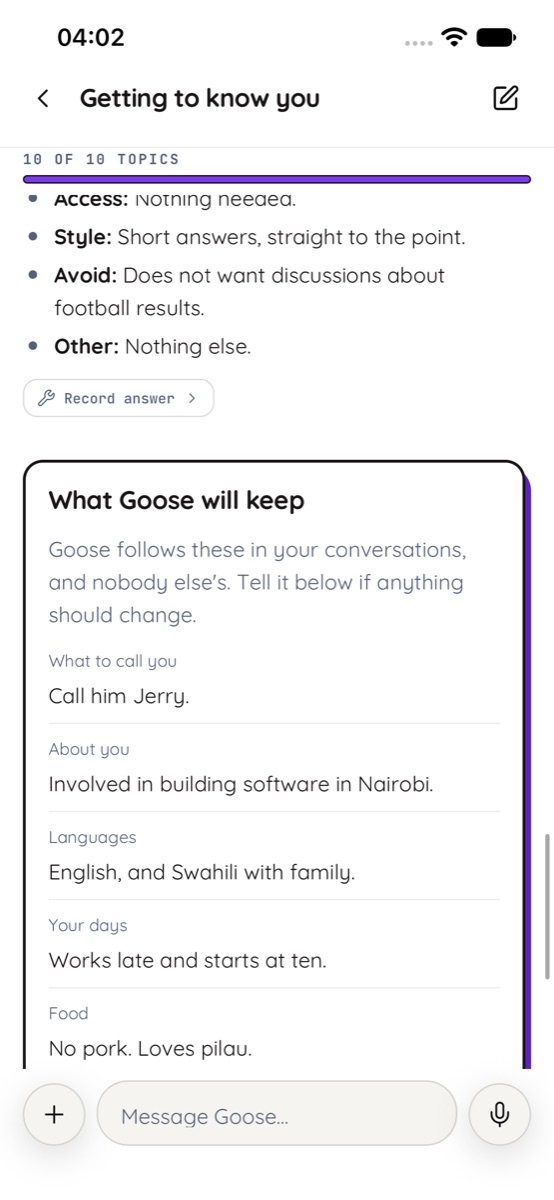 04:02
Getting to know you
10 OF 10 TOPICS
Access: Nothing needed.
Style: Short answers, straight to the point.
Avoid: Does not want discussions about
football results.
Other: Nothing else.
Record answer
What Goose will keep
Goose follows these in your conversations,
and nobody else's. Tell it below if anything
should change.
What to call you
Call him Jerry.
About you
Involved in building software in Nairobi.
Languages
English, and Swahili with family.
Your days
Works late and starts at ten.
Food
No pork. Loves pilau.
Message Goose...